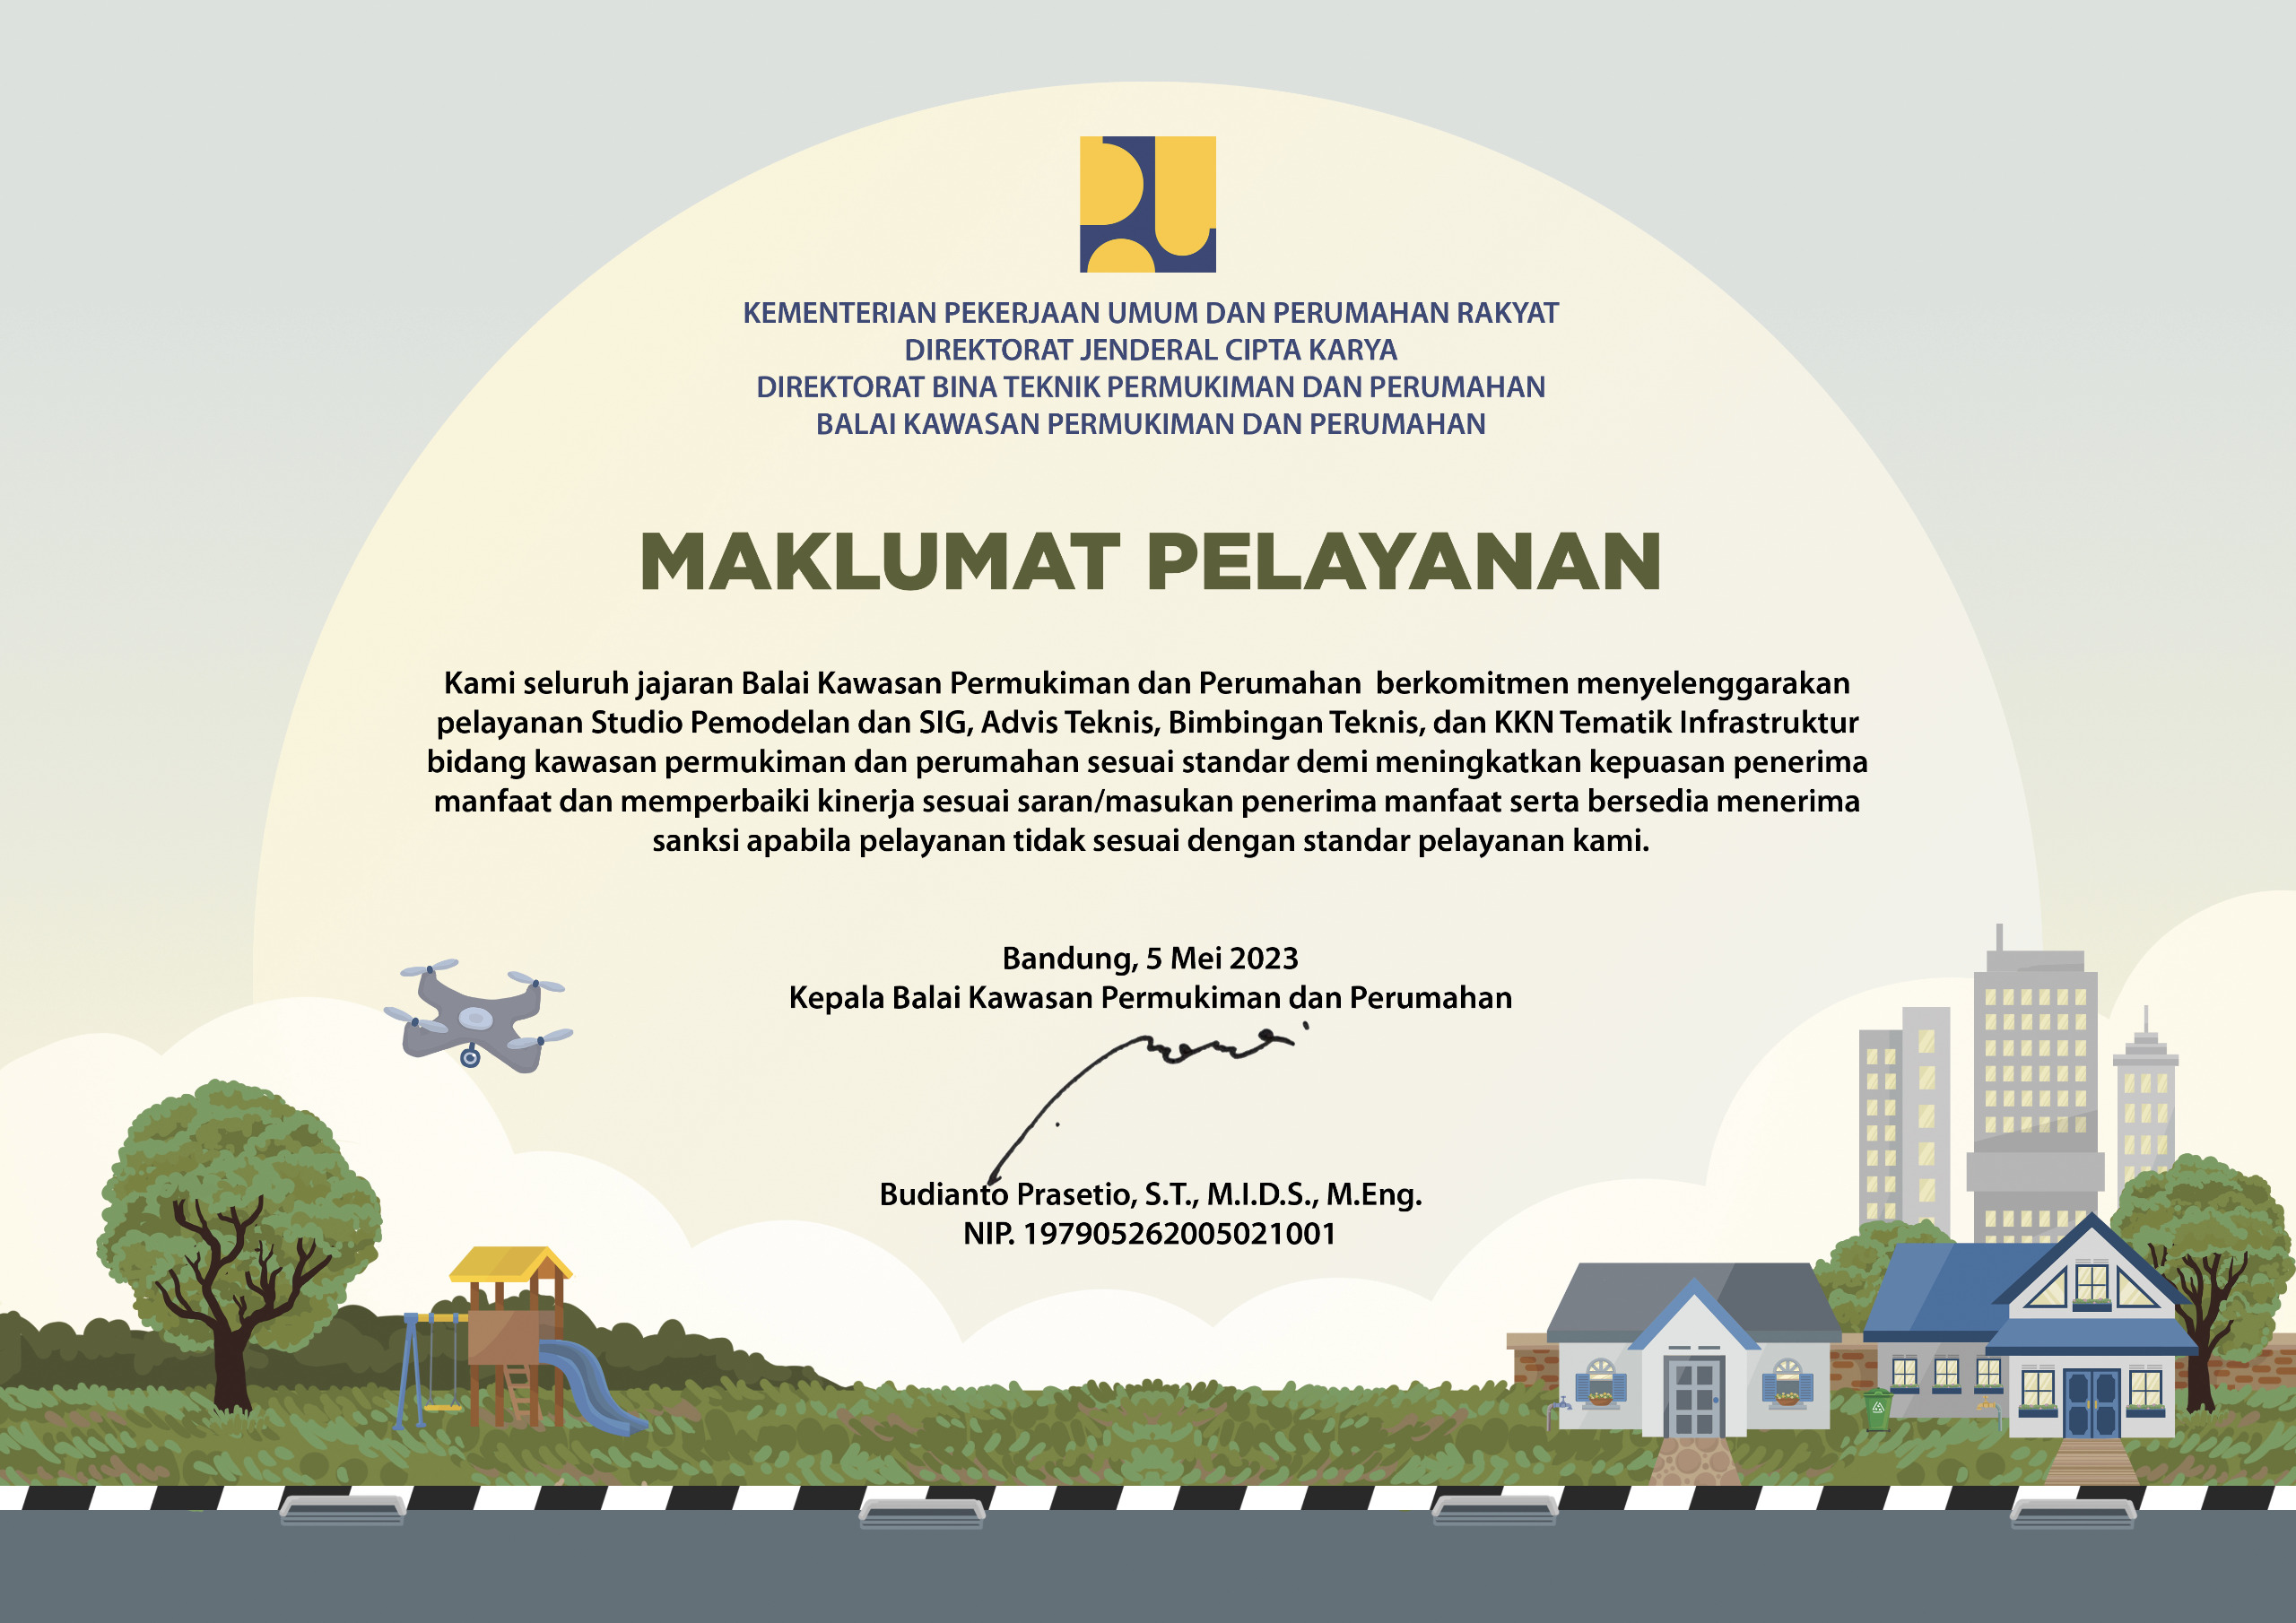 KEMENTERIAN PEKERJAAN UMUM DAN PERUMAHAN RAKYAT
DIREKTORAT JENDERAL CIPTA KARYA
DIREKTORAT BINA TEKNIK PERMUKIMAN DAN PERUMAHAN
BALAI KAWASAN PERMUKIMAN DAN PERUMAHAN
MAKLUMAT PELAYANAN
Kami seluruh jajaran Balai Kawasan Permukiman dan Perumahan berkomitmen menyelenggarakan
pelayanan Studio Pemodelan dan SIG, Advis Teknis, Bimbingan Teknis, dan KKN Tematik Infrastruktur
bidang kawasan permukiman dan perumahan sesuai standar demi meningkatkan kepuasan penerima
manfaat dan memperbaiki kinerja sesuai saran/masukan penerima manfaat serta bersedia menerima
sanksi apabila pelayanan tidak sesuai dengan standar pelayanan kami.
Bandung, 5 Mei 2023
Kepala Balai Kawasan Permukiman dan Perumahan
Budianto Prasetio, S.T., M.I.D.S., M.Eng.
NIP. 197905262005021001